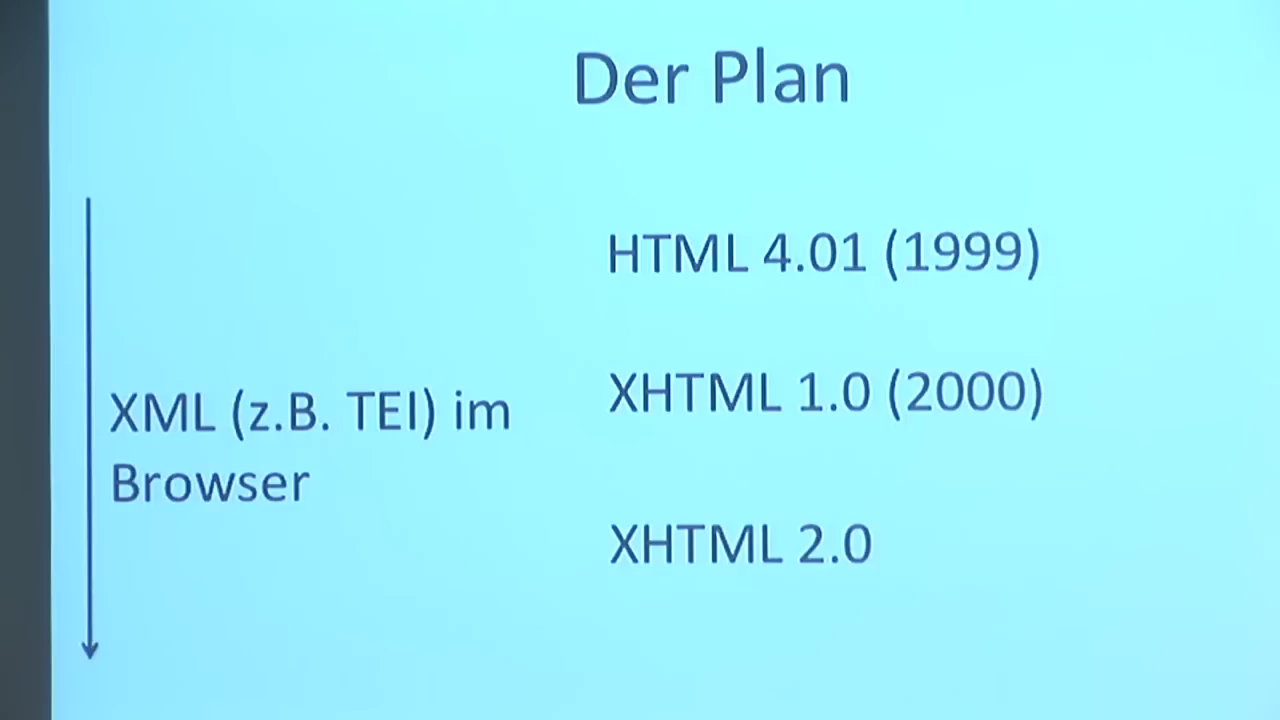 Der Plan
HTML 4.01 (1999)
XML (z.B. TEI) im
Browser
XHTML 1.0 (2000)
XHTML 2.0